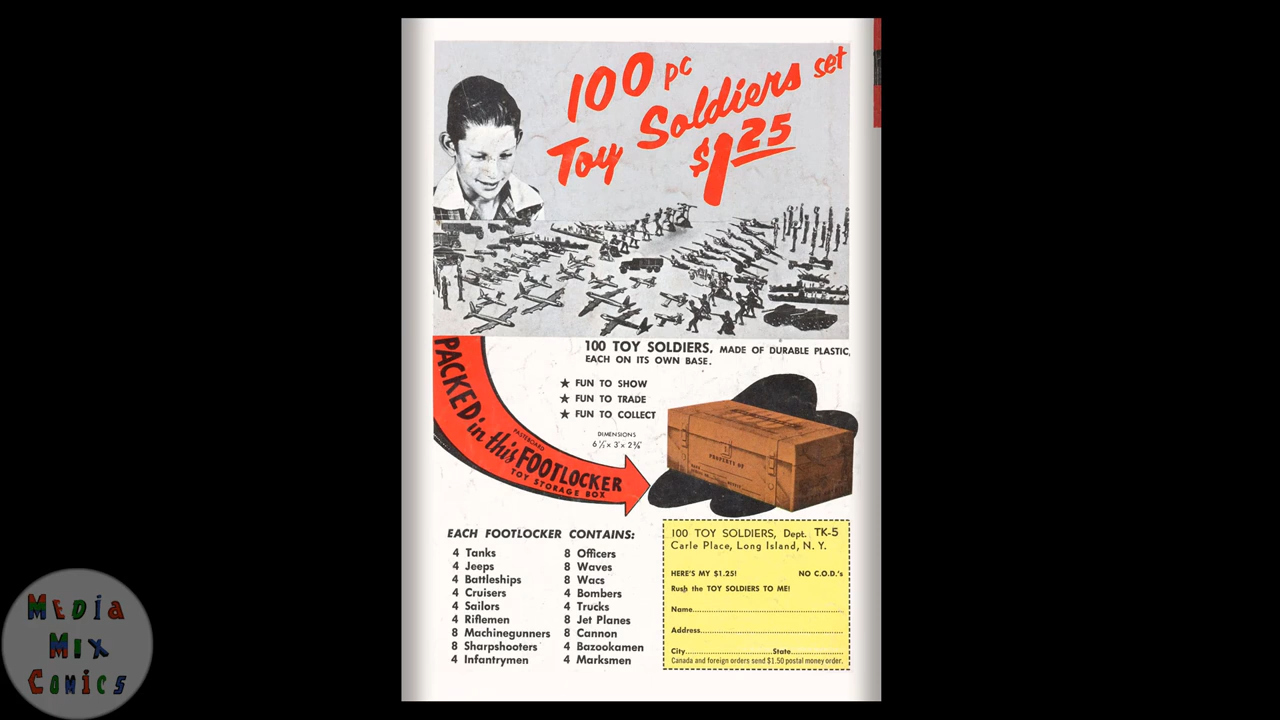 100 pc
Toy Soldiers set
$1.25
100 TOY SOLDIERS, MADE OF DURABLE PLASTIC,
EACH ON ITS OWN BASE.
★ FUN TO SHOW
★ FUN TO TRADE
★ FUN TO COLLECT
DIMENSIONS
PACKED in this FOOTLOCKER
PASTEBOARD
TOY STORAGE BOX
PROPERTY OF
EACH FOOTLOCKER CONTAINS:
4 Tanks
4 Jeeps
4 Battleships
4 Cruisers
4 Sailors
4 Riflemen
8 Machinegunners
8 Sharpshooters
4 Infantrymen
8 Officers
8 Waves
8 Wacs
4 Bombers
4 Trucks
8 Jet Planes
8 Cannon
4 Bazookamen
4 Marksmen
100 TOY SOLDIERS, Dept. TK-5
Carle Place, Long Island, N. Y.
HERE'S MY $1.25! NO C.O.D.'s
Rush the TOY SOLDIERS TO ME!
Name
Address
City State
Canada and foreign orders send $1.50 postal money order.
MEDIA
MIX
COMICS